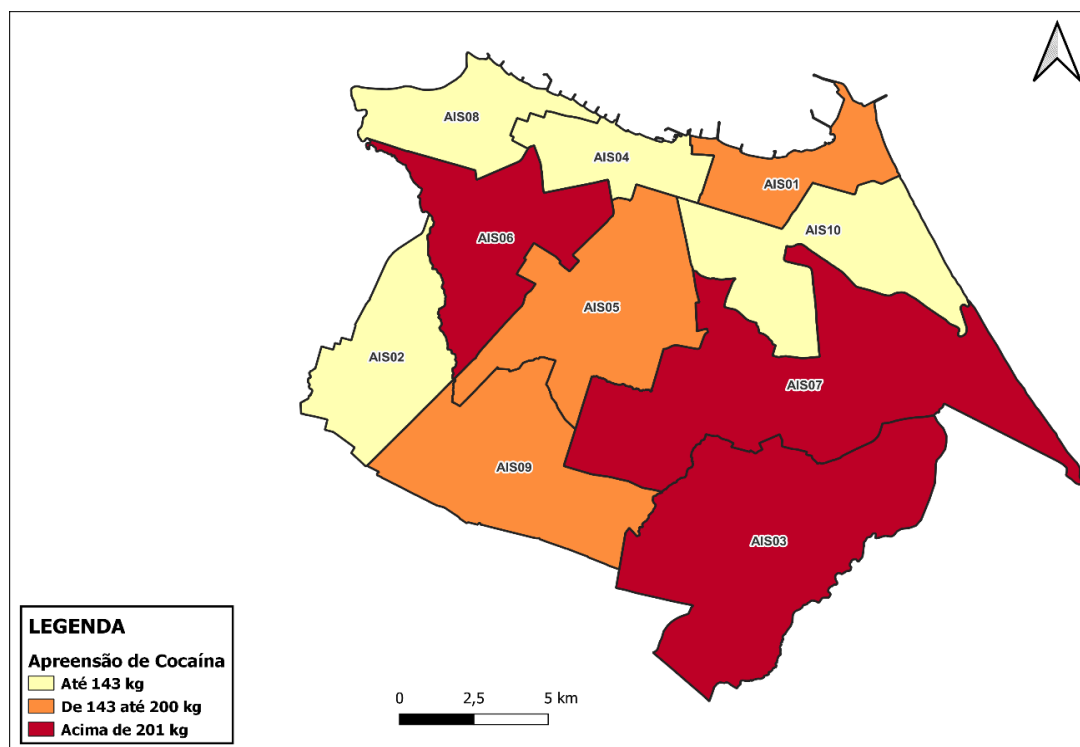 AIS08
AIS04
AIS01
AIS10
AIS06
AIS05
AIS02
AIS07
AIS09
AIS03
LEGENDA
Apreensão de Cocaína
Até 143 kg
De 143 até 200 kg
Acima de 201 kg
0 2,5 5 km